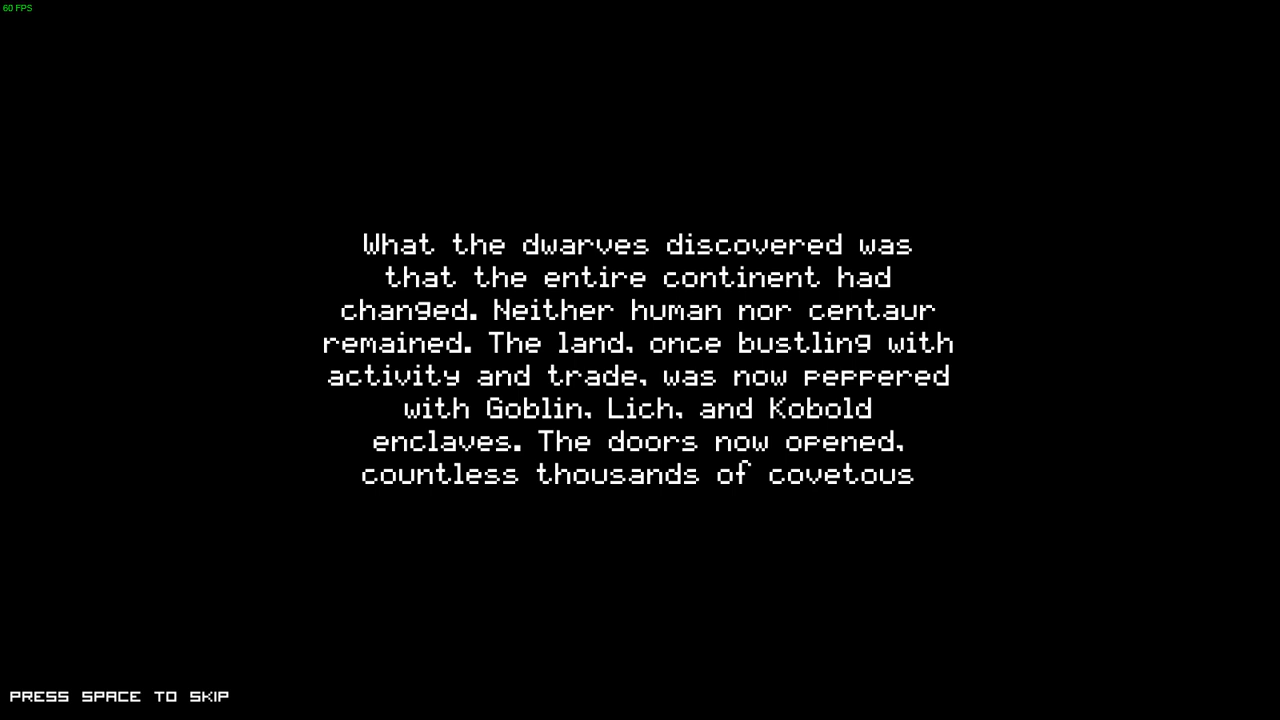 60 FPS
What the dwarves discovered was
that the entire continent had
changed. Neither human nor centaur
remained. The land, once bustling with
activity and trade, was now peppered
with Goblin, Lich, and Kobold
enclaves. The doors now opened,
countless thousands of covetous
PRESS SPACE TO SKIP